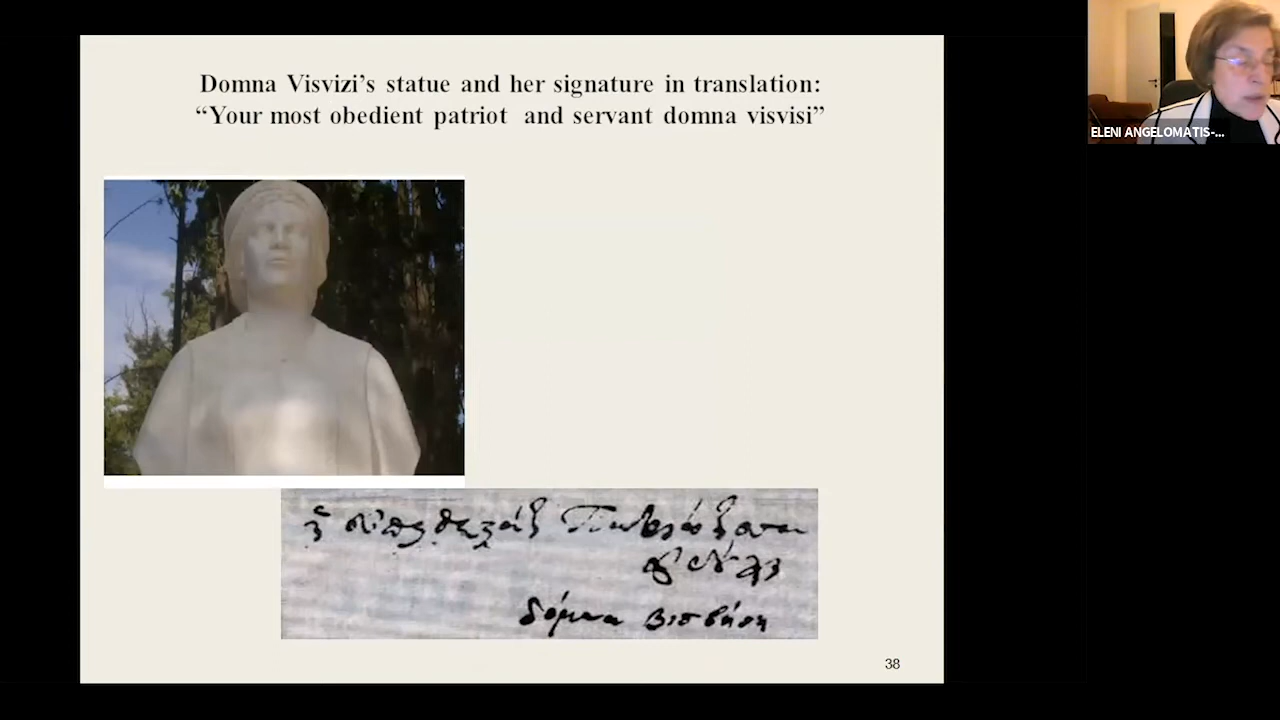 Domna Visvizi’s statue and her signature in translation:
“Your most obedient patriot and servant domna visvisi”
ELENI ANGELOMATIS-...
δόμνα
38